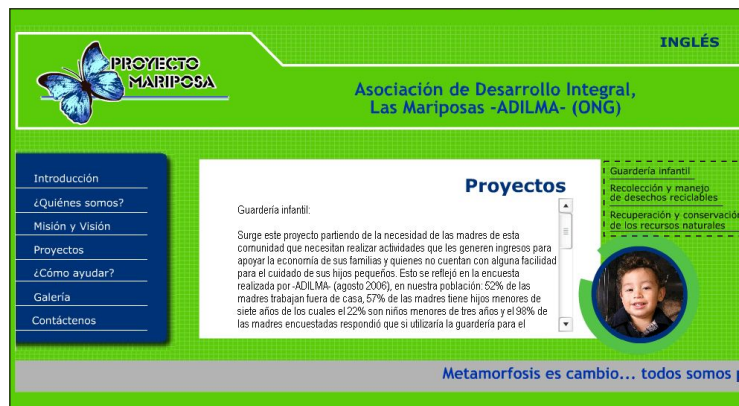 PROYECTO
MARIPOSA
INGLÉS
Asociación de Desarrollo Integral,
Las Mariposas -ADILMA- (ONG)
Introducción
¿Quiénes somos?
Misión y Visión
Proyectos
¿Cómo ayudar?
Galería
Contáctenos
Proyectos
Guardería infantil:
Surge este proyecto partiendo de la necesidad de las madres de esta
comunidad que necesitan realizar actividades que les generen ingresos para
apoyar la economía de sus familias y quienes no cuentan con alguna facilidad
para el cuidado de sus hijos pequeños. Esto se reflejó en la encuesta
realizada por -ADILMA- (agosto 2006), en nuestra población: 52% de las
madres trabajan fuera de casa, 57% de las madres tiene hijos menores de
siete años de los cuales el 22% son niños menores de tres años y el 98% de
las madres encuestadas respondió que si utilizaría la guardería para el
Guardería infantil
Recolección y manejo
de desechos reciclables
Recuperación y conservación
de los recursos naturales
Metamorfosis es cambio... todos somos